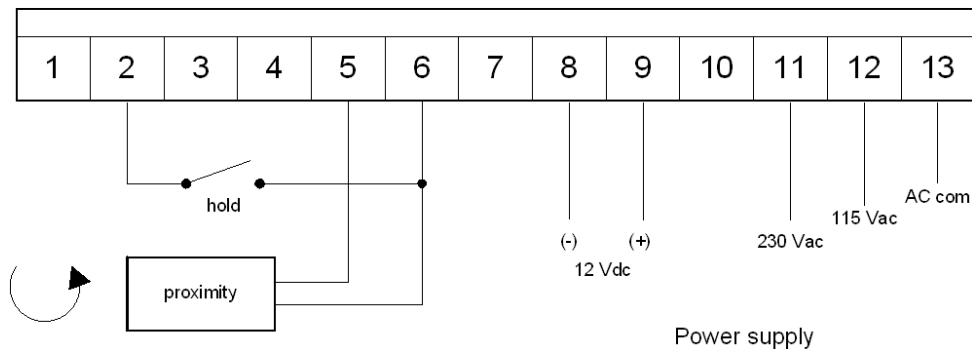 1 2 3 4 5 6 7 8 9 10 11 12 13
hold
AC com
115 Vac
(-) (+) 230 Vac
12 Vdc
proximity
Power supply